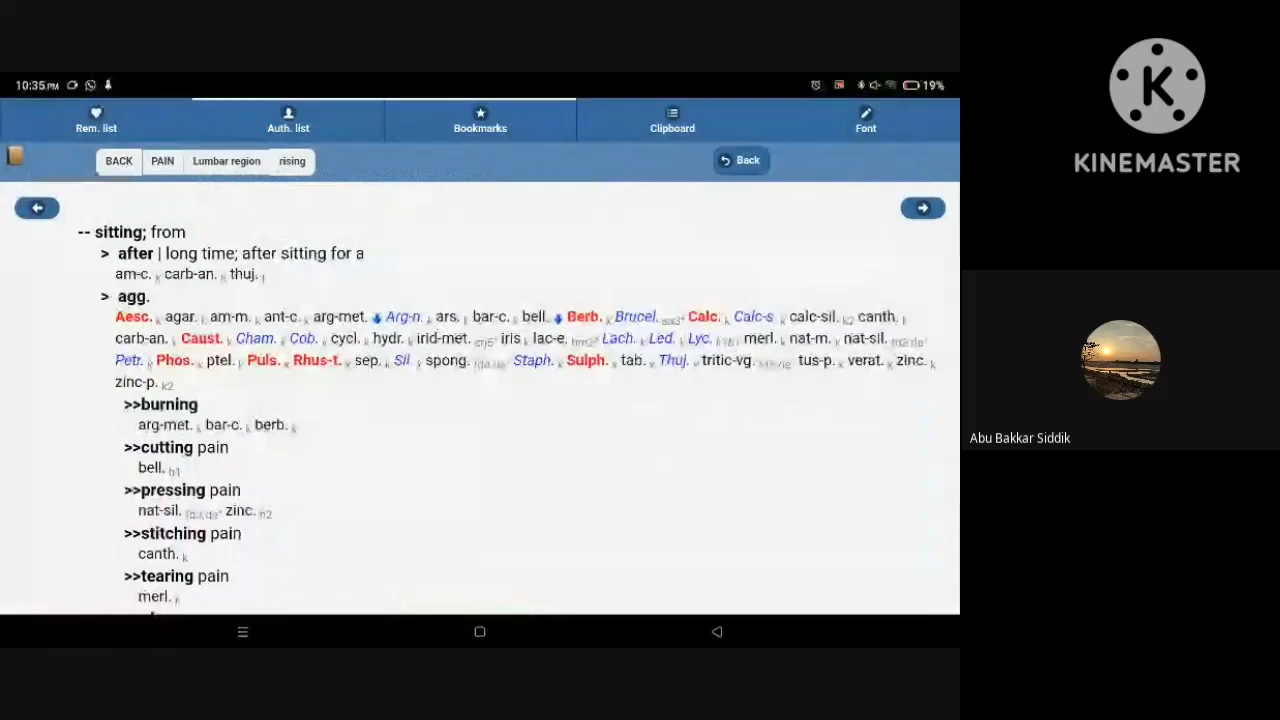 10:35 PM
19%
Rem. list
Auth. list
Bookmarks
Clipboard
Font
BACK PAIN Lumbar region rising
Back
-- sitting; from
> after | long time; after sitting for a
am-c. k carb-an. k thuj.
> agg.
Aesc. k agar. k am-m. k ant-c. k arg-met. Arg-n. k ars. bar-c. k bell. Berb. k Brucel. Calc. k Calc-s k calc-sil. k2 canth.
carb-an. Caust. k Cham. k Cob. k cycl. k hydr. k irid-met. iris k lac-e. Lach. k Led. k Lyc. merl. k nat-m. k nat-sil.
Petr. k Phos. k ptel. k Puls. k Rhus-t. k sep. k Sil spong. Staph. k Sulph. k tab. Thuj. tritic-vg. tus-p. k verat. k zinc. k
zinc-p. k2
>>burning
arg-met. k bar-c. k berb. k
>>cutting pain
bell. h1
>>pressing pain
nat-sil. zinc. h2
>>stitching pain
canth. k
>>tearing pain
merl. k
K
KINEMASTER
Abu Bakkar Siddik